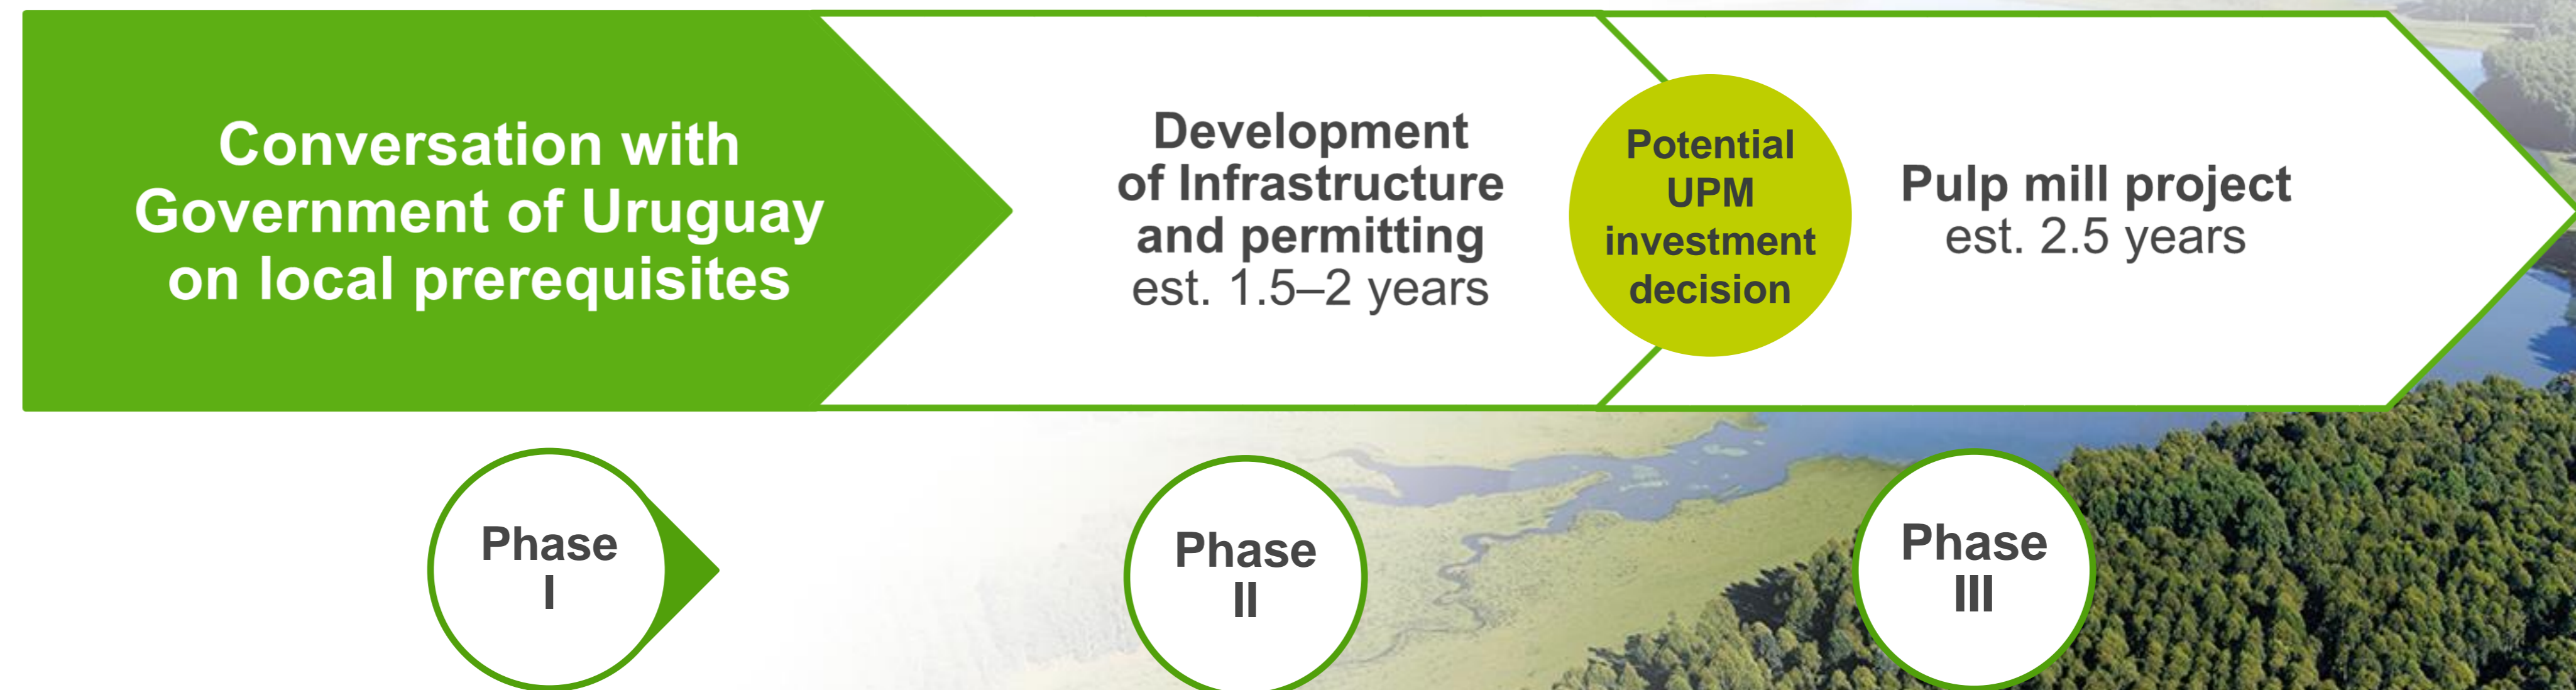 Conversation with
Government of Uruguay
on local prerequisites
Development
of Infrastructure
and permitting
est. 1.5–2 years
Potential
UPM
investment
decision
Pulp mill project
est. 2.5 years
Phase
I
Phase
II
Phase
III